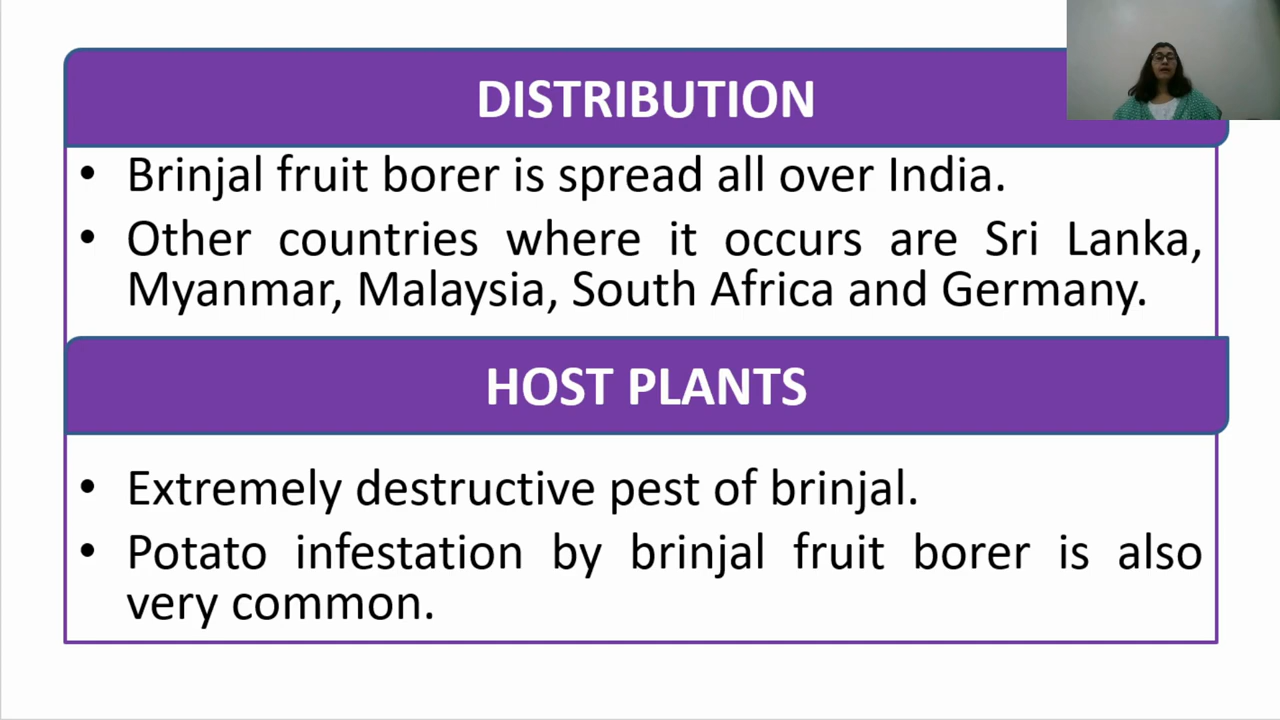 DISTRIBUTION
• Brinjal fruit borer is spread all over India.
• Other countries where it occurs are Sri Lanka,
Myanmar, Malaysia, South Africa and Germany.
HOST PLANTS
• Extremely destructive pest of brinjal.
• Potato infestation by brinjal fruit borer is also
very common.